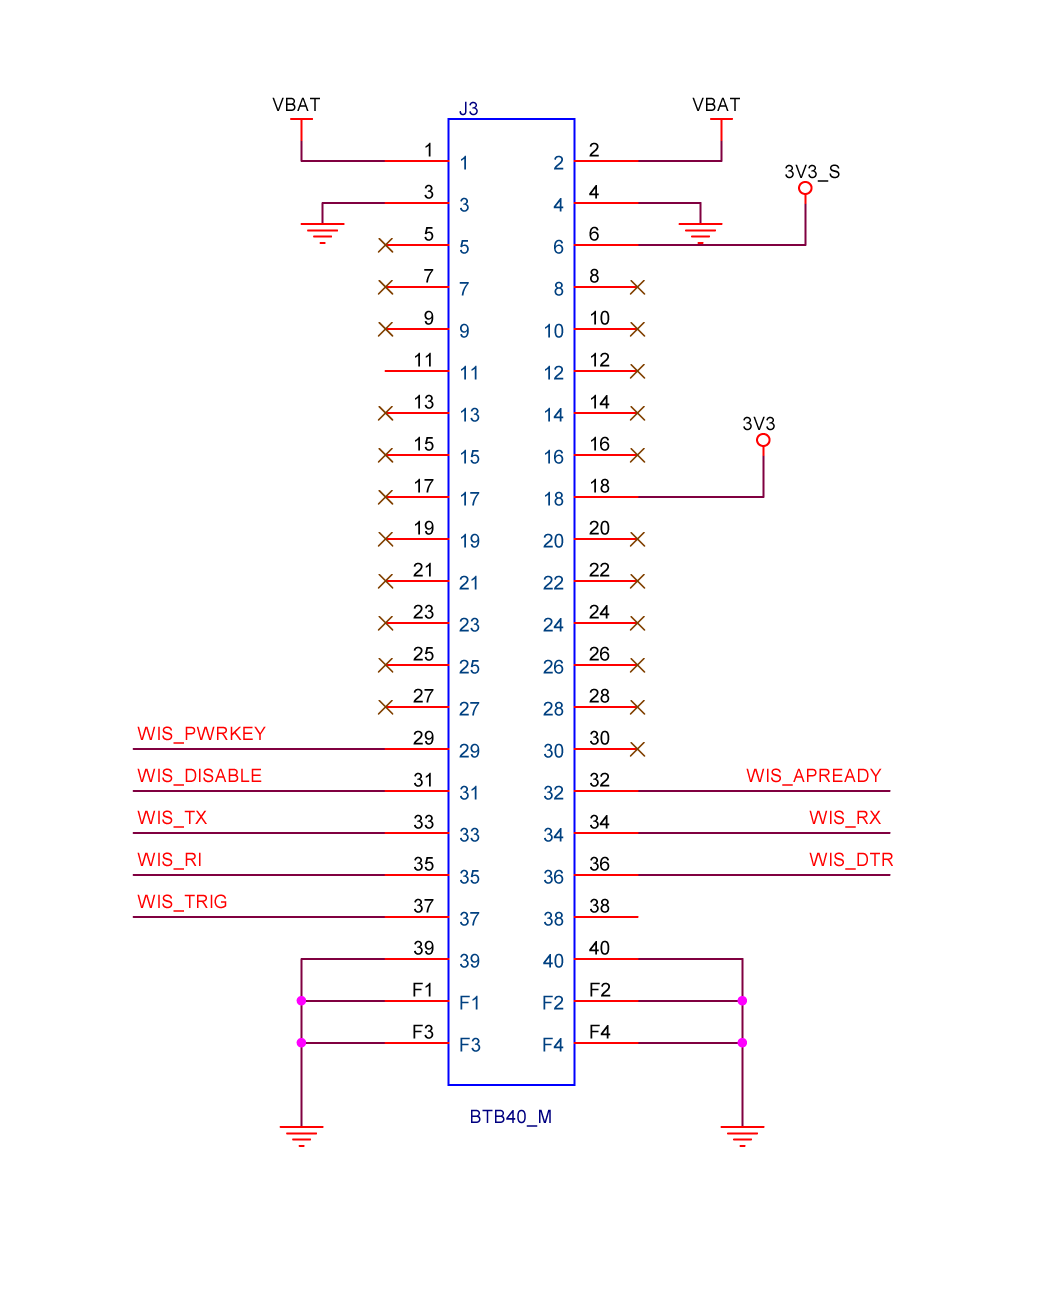 VBAT VBAT
J3
1 1 2 2
3V3_S
3 3 4 4
5 5 6 6
7 7 8 8
9 9 10 10
11 11 12 12
13 13 14 14
3V3
15 15 16 16
17 17 18 18
19 19 20 20
21 21 22 22
23 23 24 24
25 25 26 26
27 27 28 28
WIS_PWRKEY 29 29 30 30
WIS_DISABLE 31 31 32 32 WIS_APREADY
WIS_TX 33 33 34 34 WIS_RX
WIS_RI 35 35 36 36 WIS_DTR
WIS_TRIG 37 37 38 38
39 39 40 40
F1 F1 F2 F2
F3 F3 F4 F4
BTB40_M